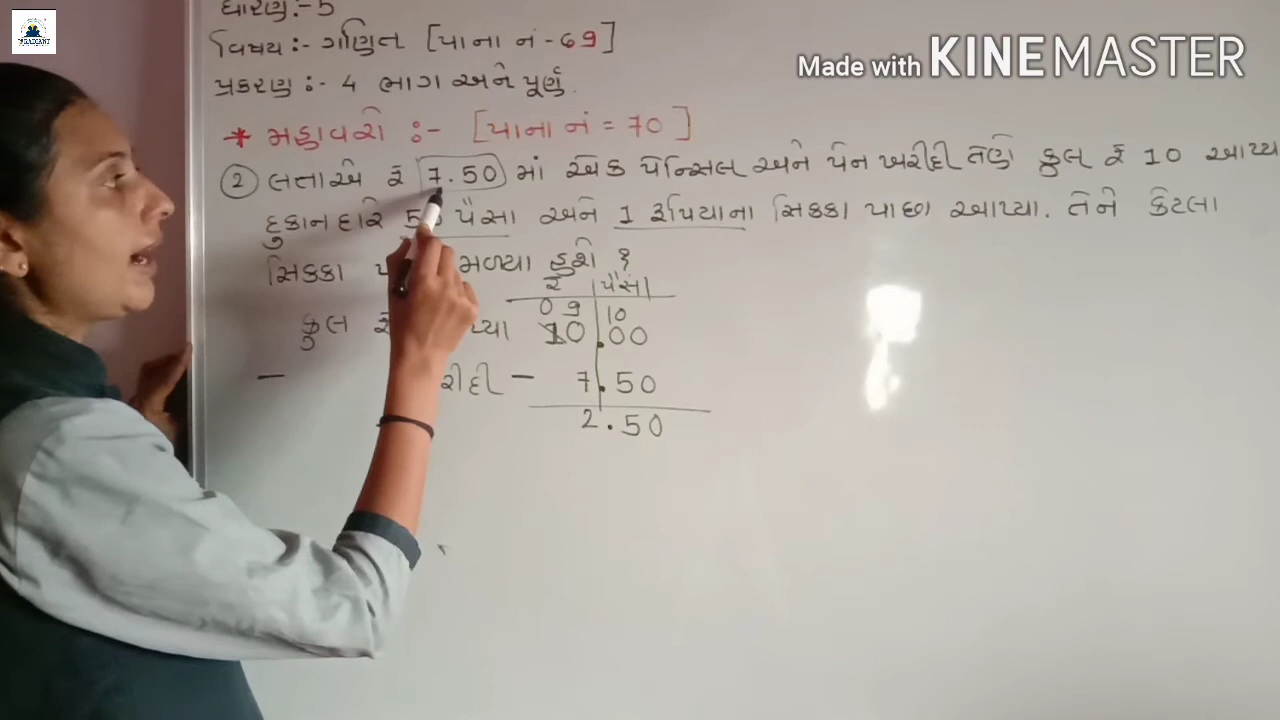 ધોરણ:-5
વિષય :- ગણિત [પાના નં - 69]
Made with KINEMASTER
પ્રકરણ :- 4 ભાગ અને પૂર્ણ.
* મહાવરો :- [પાના નં = 70]
2 લતાએ ₹ 7.50 માં એક પેન્સિલ અને પેન ખરીદી તેણે કુલ ₹ 10 આપ્યા
દુકાનદારે પૈસા અને 1 રૂપિયાના સિક્કા પાછા આપ્યા. તેને કેટલા
સિક્કા મળ્યા હશે ?
₹ પૈસા
09 10
કુલ ₹ 10.00
- - 7.50
2.50